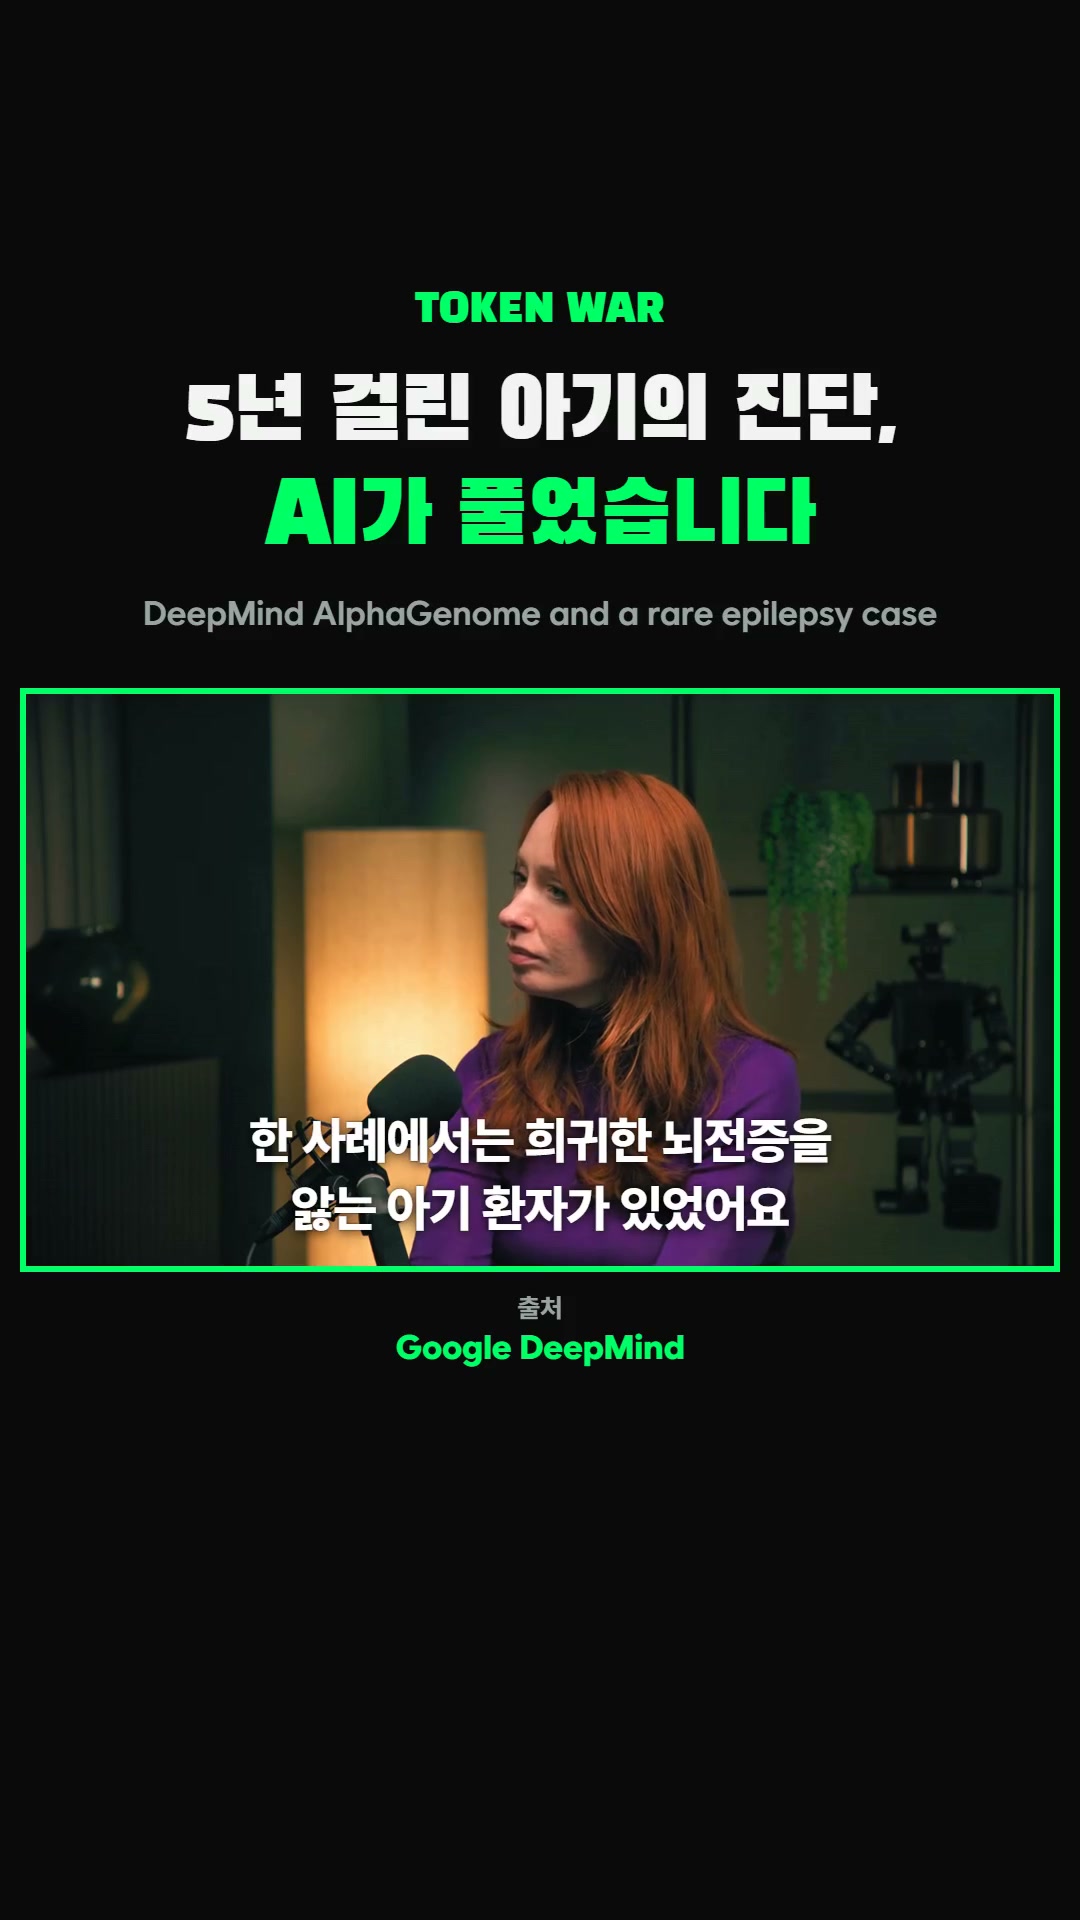 TOKEN WAR
5년 걸린 아기의 진단,
AI가 풀었습니다
DeepMind AlphaGenome and a rare epilepsy case
한 사례에서는 희귀한 뇌전증을
앓는 아기 환자가 있었어요
출처
Google DeepMind